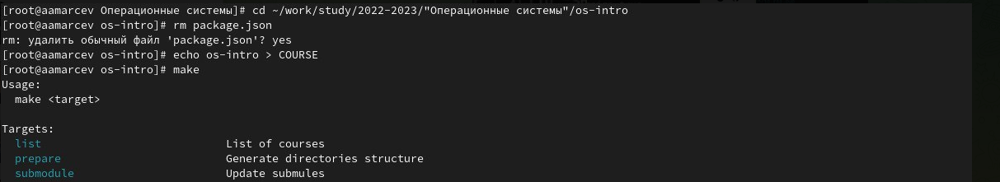 [root@aamarcev Операционные системы]# cd ~/work/study/2022-2023/"Операционные системы"/os-intro
[root@aamarcev os-intro]# rm package.json
rm: удалить обычный файл 'package.json'? yes
[root@aamarcev os-intro]# echo os-intro > COURSE
[root@aamarcev os-intro]# make
Usage:
  make <target>

Targets:
  list                            List of courses
  prepare                         Generate directories structure
  submodule                       Update submules